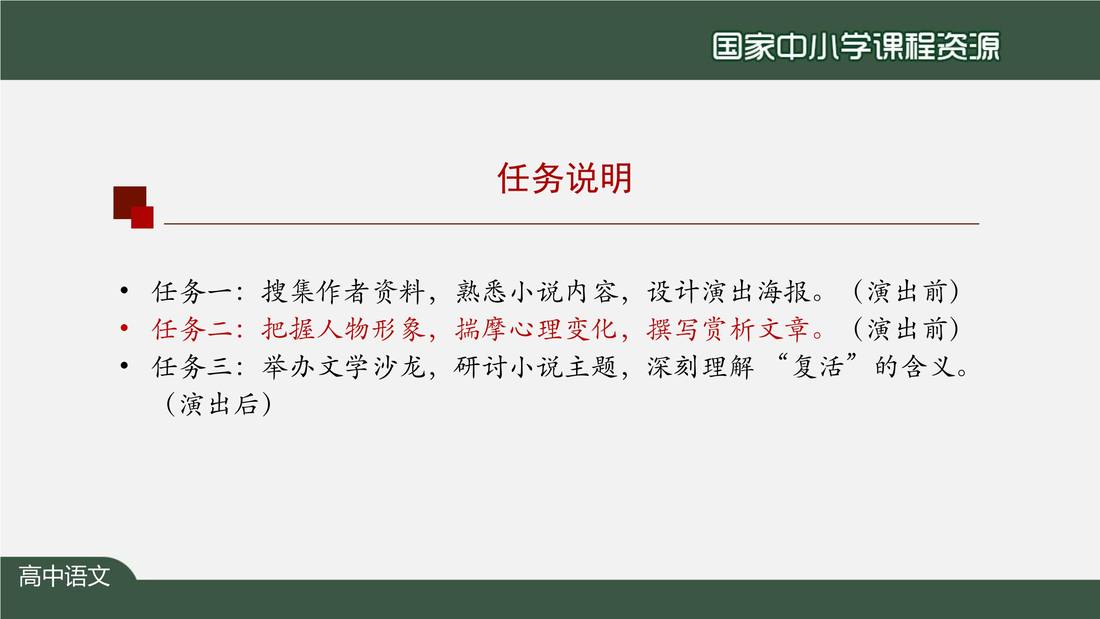 国家中小学课程资源
任务说明
• 任务一：搜集作者资料，熟悉小说内容，设计演出海报。（演出前）
• 任务二：把握人物形象，揣摩心理变化，撰写赏析文章。（演出前）
• 任务三：举办文学沙龙，研讨小说主题，深刻理解 “复活” 的含义。
（演出后）
高中语文